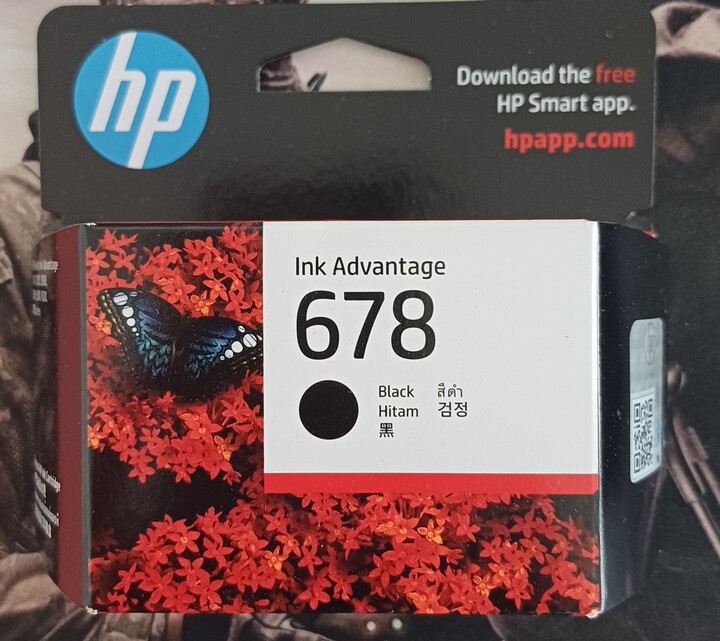 hp
Download the free
HP Smart app.
hpapp.com
Ink Advantage
678
Black
Hitam
黑
สีดำ
검정